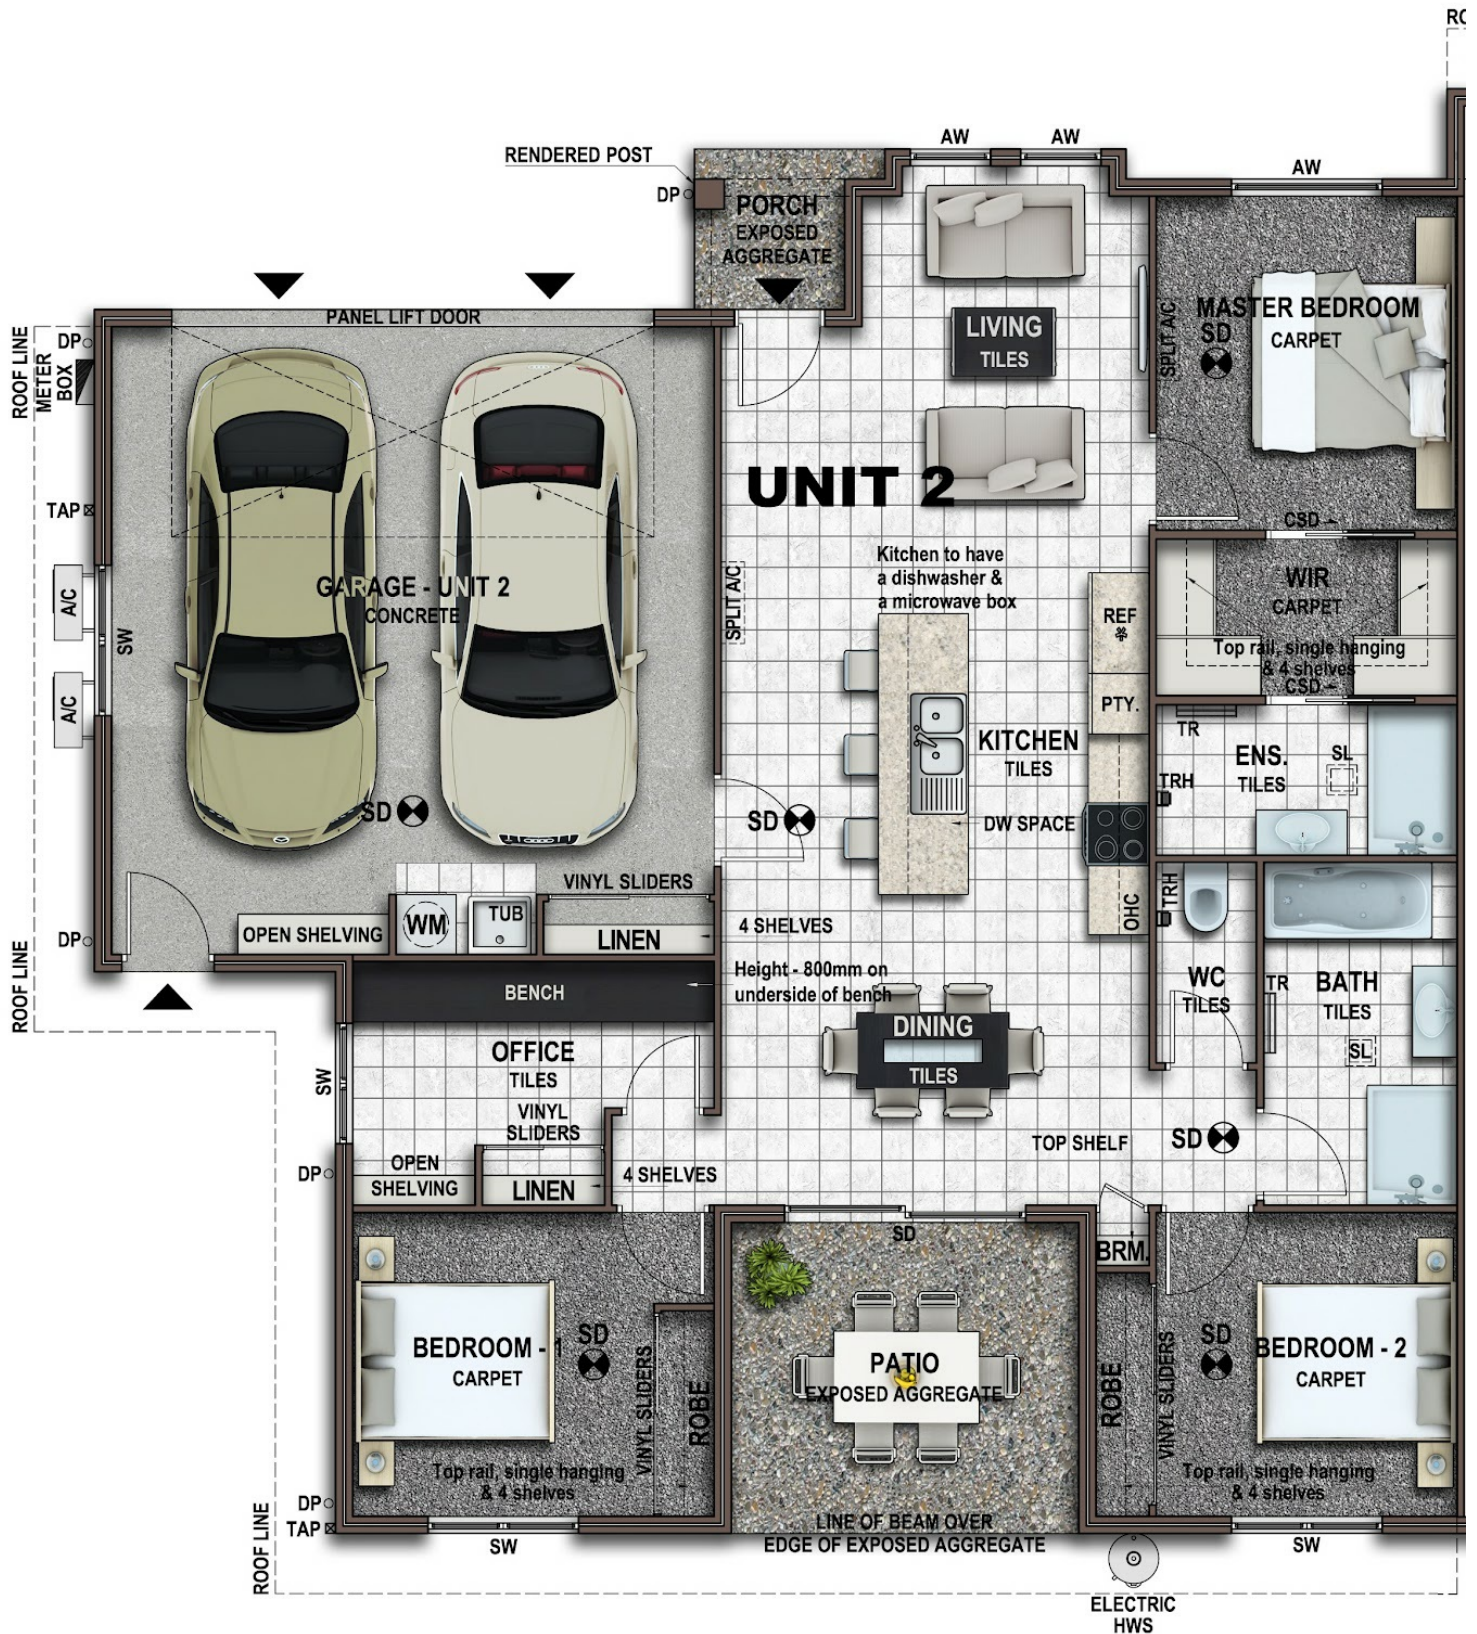 RO
AW
AW
RENDERED POST
AW
DP
PORCH
EXPOSED
AGGREGATE
PANEL LIFT DOOR
MASTER BEDROOM
SD
CARPET
SPLIT A/C
LIVING
TILES
ROOF LINE
METER
BOX
DP
UNIT 2
TAP
CSD
Kitchen to have
a dishwasher &
a microwave box
GARAGE - UNIT 2
CONCRETE
A/C
SW
SPLIT A/C
REF
WIR
CARPET
Top rail, single hanging
& 4 shelves
CSD
A/C
PTY.
KITCHEN
TILES
TR
ENS.
TILES
SL
TRH
SD
SD
DW SPACE
VINYL SLIDERS
TRH
OHC
WM
TUB
OPEN SHELVING
LINEN
4 SHELVES
DP
ROOF LINE
Height - 800mm on
underside of bench
BENCH
WC
TILES
TR
BATH
TILES
DINING
TILES
OFFICE
TILES
SL
SW
VINYL
SLIDERS
TOP SHELF
SD
DP
OPEN
SHELVING
LINEN
4 SHELVES
SD
BRM.
BEDROOM - 1
CARPET
SD
VINYL SLIDERS
ROBE
PATIO
EXPOSED AGGREGATE
ROBE
VINYL SLIDERS
SD
BEDROOM - 2
CARPET
Top rail, single hanging
& 4 shelves
Top rail, single hanging
& 4 shelves
DP
TAP
ROOF LINE
SW
LINE OF BEAM OVER
EDGE OF EXPOSED AGGREGATE
SW
ELECTRIC
HWS